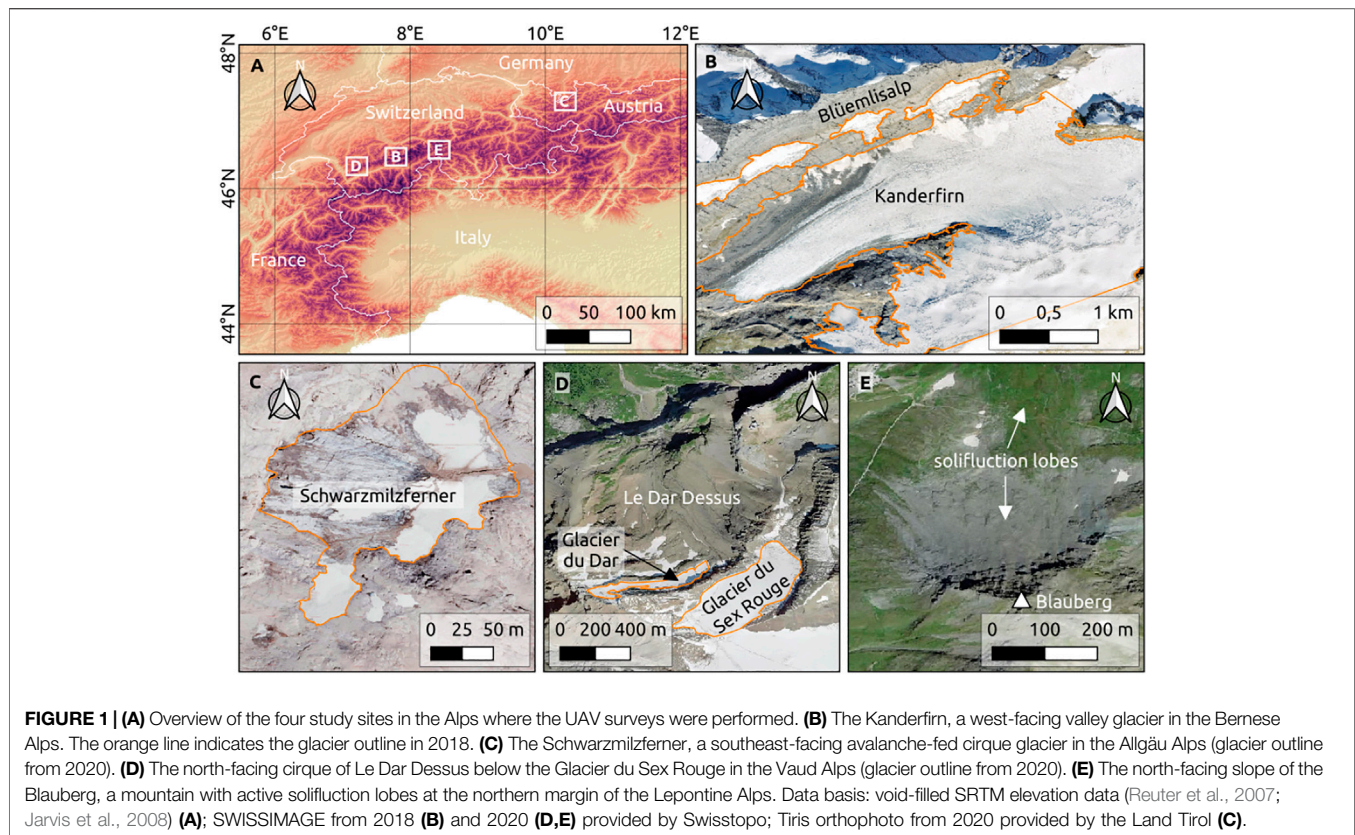 6°E 8°E 10°E 12°E
48°N
46°N
44°N
A
N
Germany
Switzerland
Austria
C
D
B
E
Italy
France
0 50 100 km
B
N
Blüemlisalp
Kanderfirn
0 0,5 1 km
C
N
Schwarzmilzferner
0 25 50 m
D
N
Le Dar Dessus
Glacier
du Dar
Glacier du
Sex Rouge
0 200 400 m
E
N
solifluction lobes
Blauberg
0 100 200 m
FIGURE 1 | (A) Overview of the four study sites in the Alps where the UAV surveys were performed. (B) The Kanderfirn, a west-facing valley glacier in the Bernese
Alps. The orange line indicates the glacier outline in 2018. (C) The Schwarzmilzferner, a southeast-facing avalanche-fed cirque glacier in the Allgäu Alps (glacier outline
from 2020). (D) The north-facing cirque of Le Dar Dessus below the Glacier du Sex Rouge in the Vaud Alps (glacier outline from 2020). (E) The north-facing slope of the
Blauberg, a mountain with active solifluction lobes at the northern margin of the Lepontine Alps. Data basis: void-filled SRTM elevation data (Reuter et al., 2007;
Jarvis et al., 2008) (A); SWISSIMAGE from 2018 (B) and 2020 (D,E) provided by Swisstopo; Tiris orthophoto from 2020 provided by the Land Tirol (C).